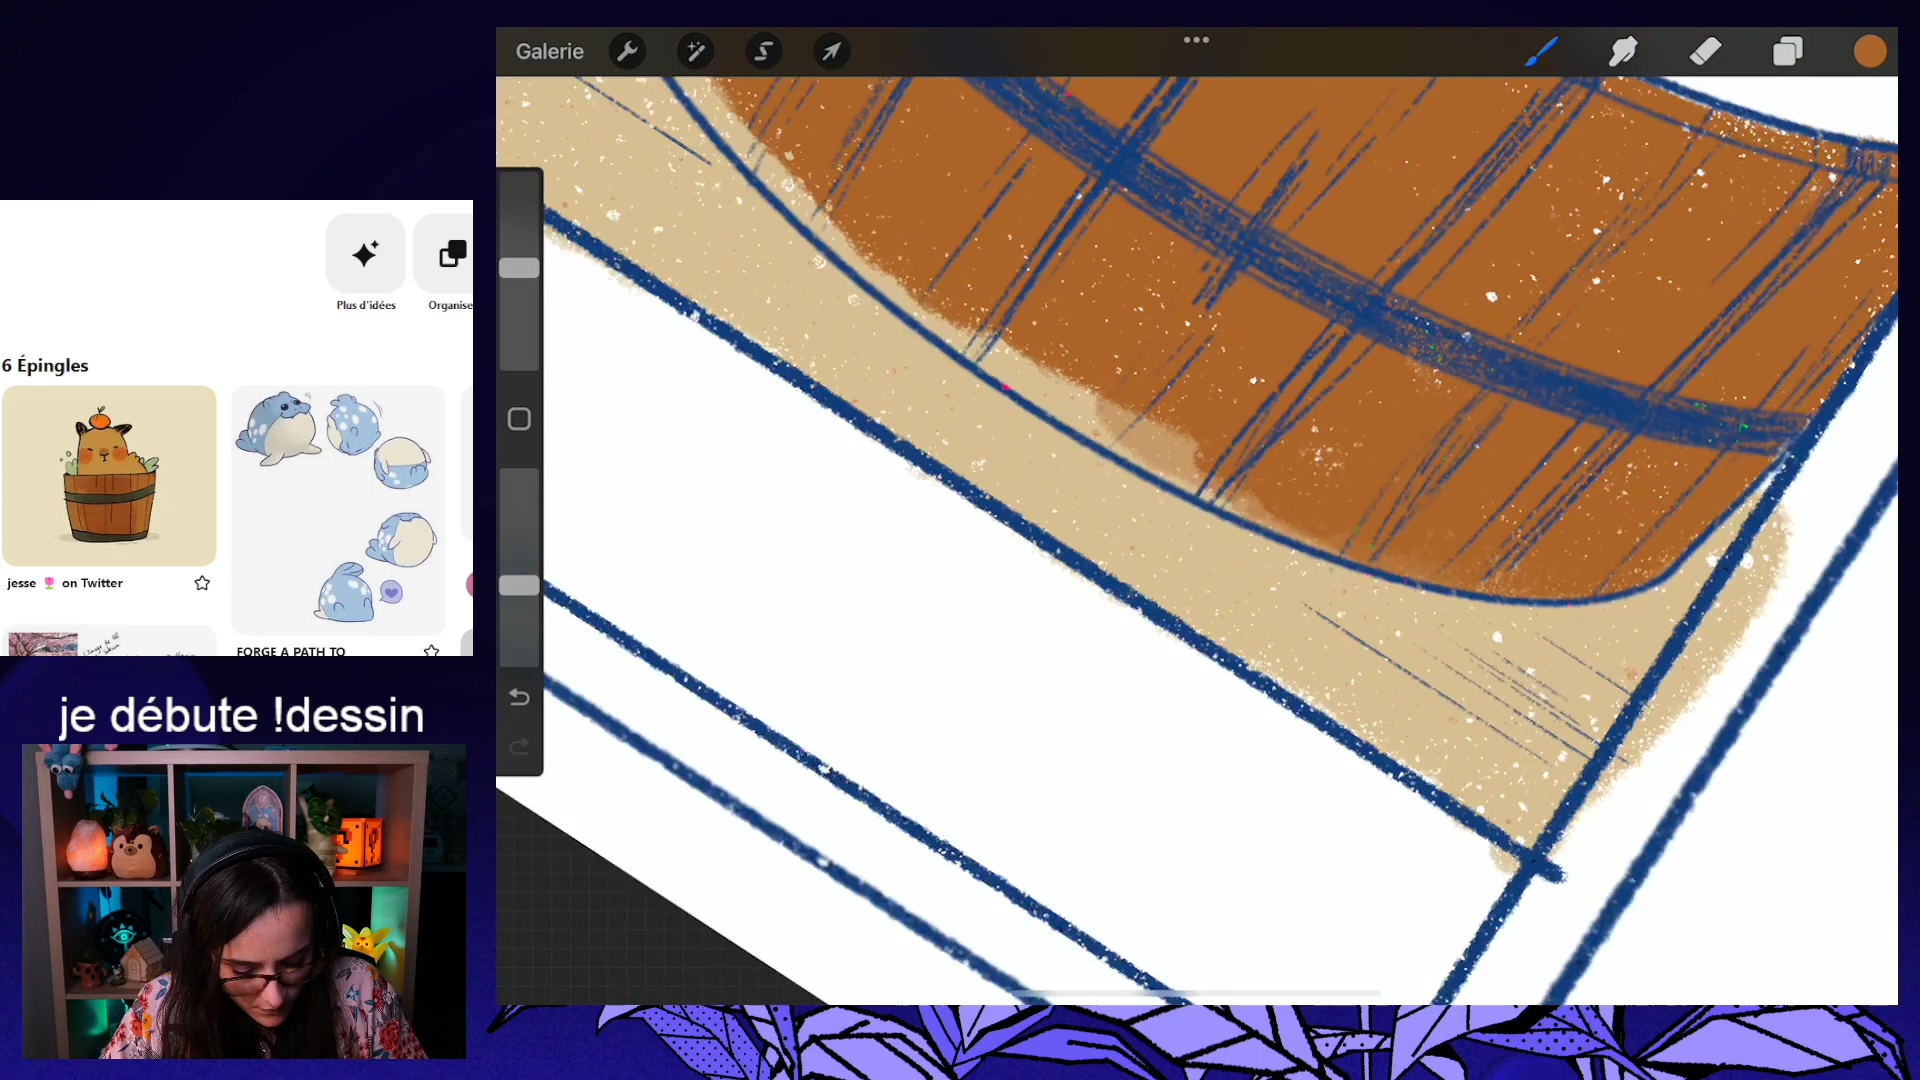 Galerie
Plus d'idées
Organise
6 Épingles
jesse 🌷 on Twitter
FORGE A PATH TO
je débute !dessin